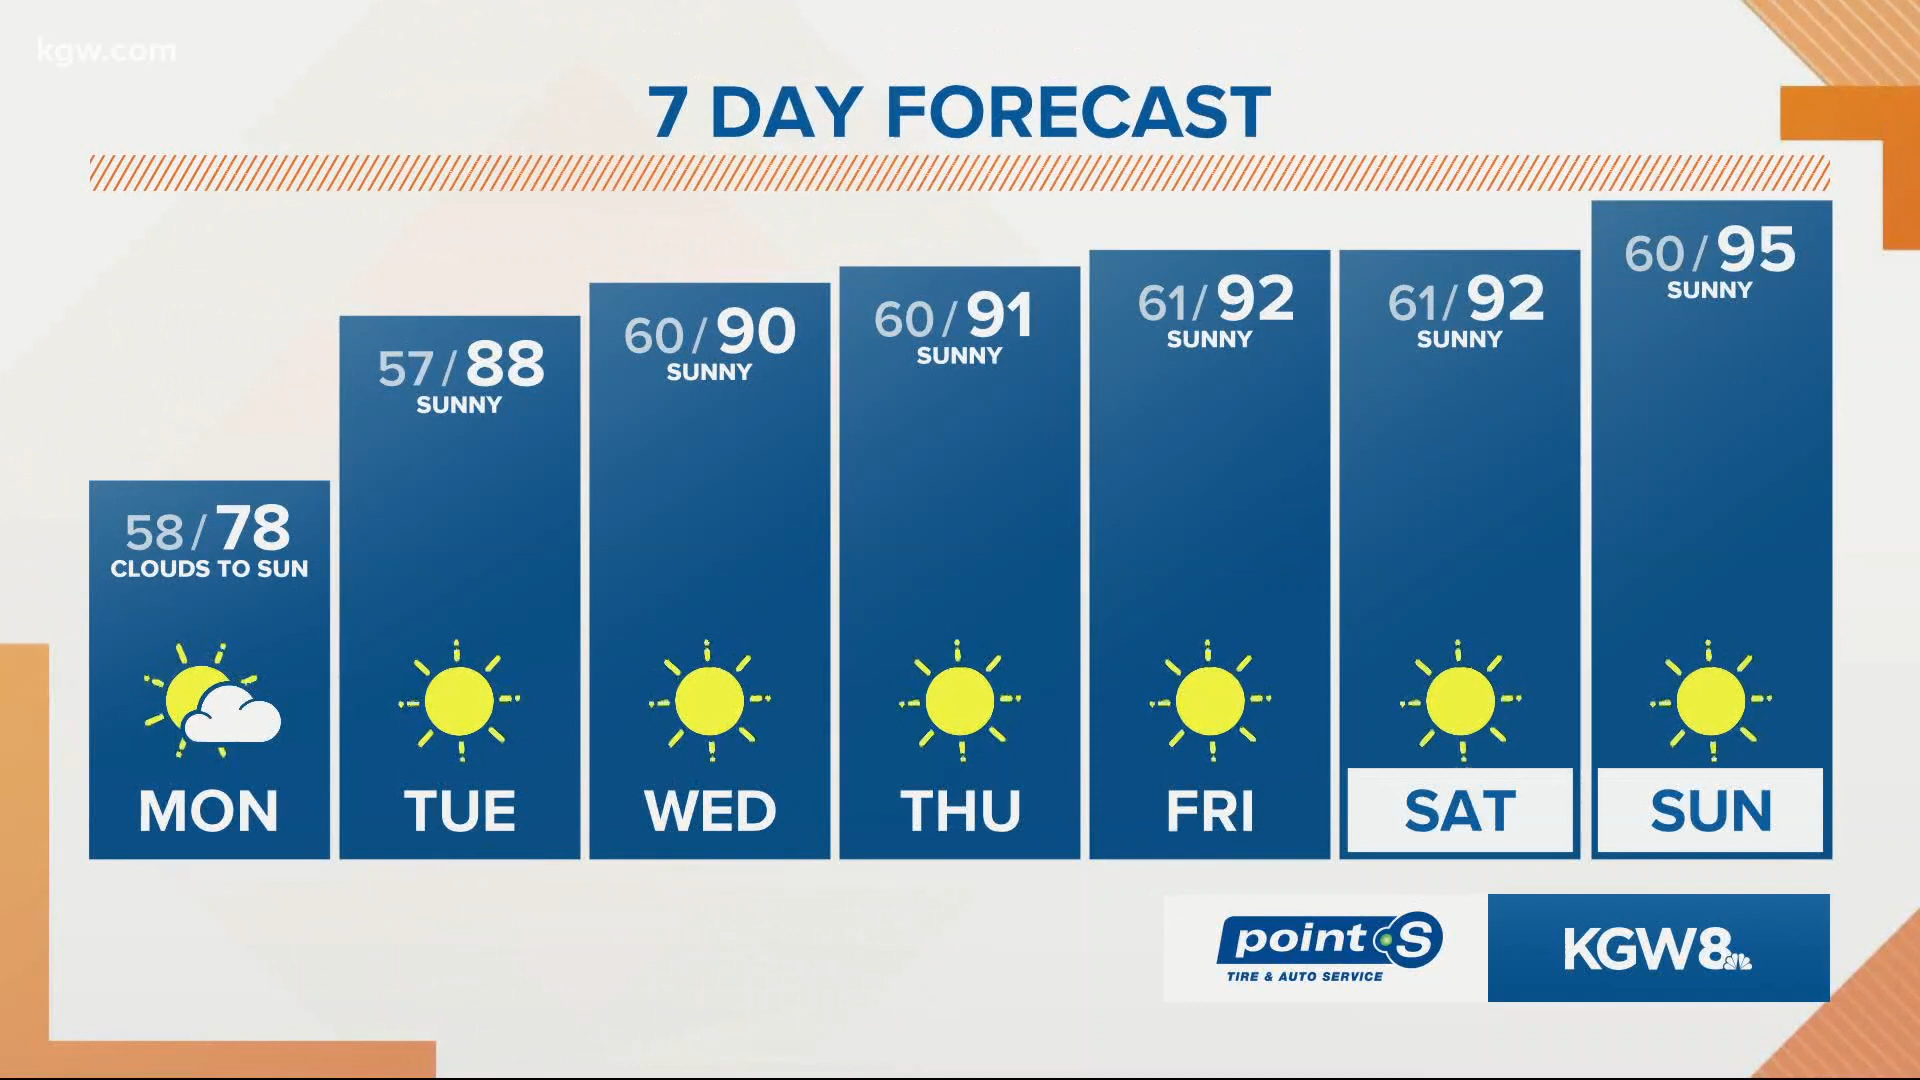 kgw.com
7 DAY FORECAST
58/78
CLOUDS TO SUN
MON
57/88
SUNNY
TUE
60/90
SUNNY
WED
60/91
SUNNY
THU
61/92
SUNNY
FRI
61/92
SUNNY
SAT
60/95
SUNNY
SUN
point S
TIRE & AUTO SERVICE
KGW8